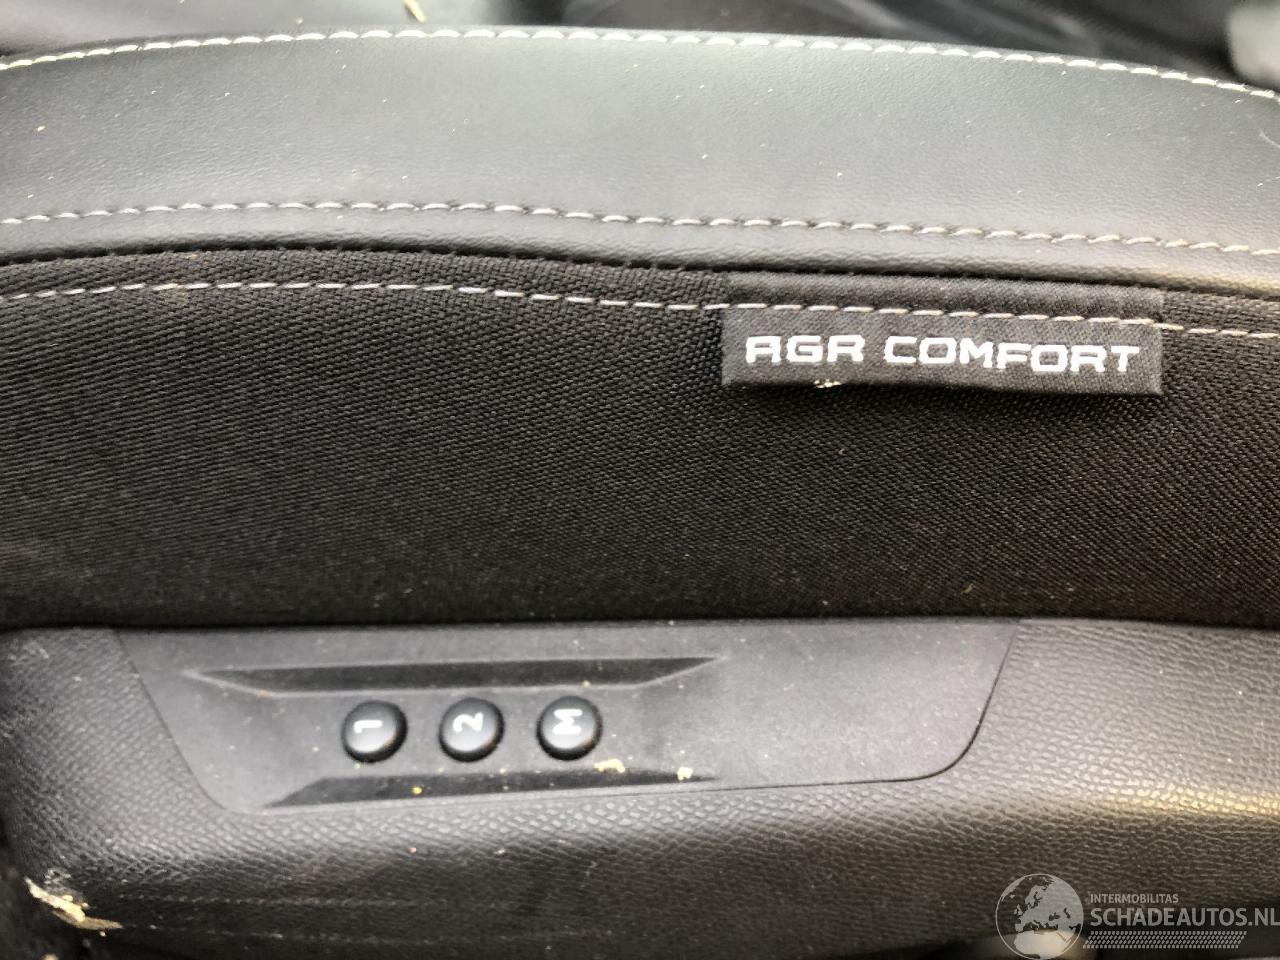 AGR COMFORT
1 2 M
INTERMOBILITAS
SCHADEAUTOS.NL